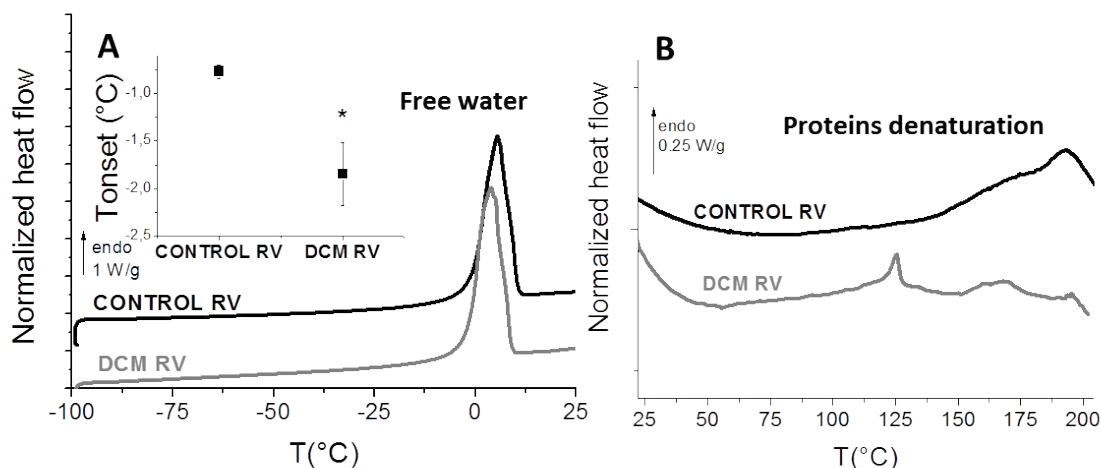 A
Normalized heat flow
endo
1 W/g
Tonset (°C)
-1,0
-1,5
-2,0
-2,5
*
CONTROL RV
DCM RV
Free water
CONTROL RV
DCM RV
-100
-75
-50
-25
0
25
T(°C)
B
Normalized heat flow
endo
0.25 W/g
Proteins denaturation
CONTROL RV
DCM RV
25
50
75
100
125
150
175
200
T(°C)